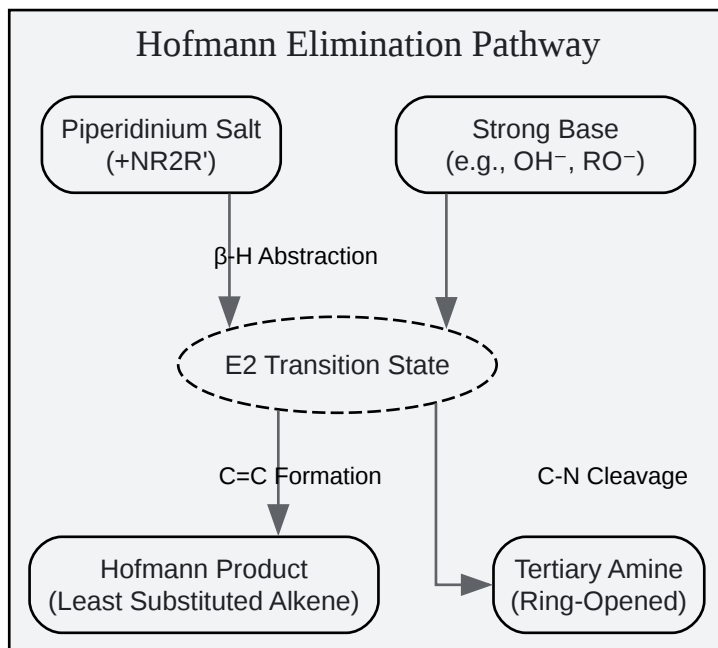 Hofmann Elimination Pathway
Piperidinium Salt
(+NR2R')
Strong Base
(e.g., OH⁻, RO⁻)
β-H Abstraction
E2 Transition State
C=C Formation
C-N Cleavage
Hofmann Product
(Least Substituted Alkene)
Tertiary Amine
(Ring-Opened)